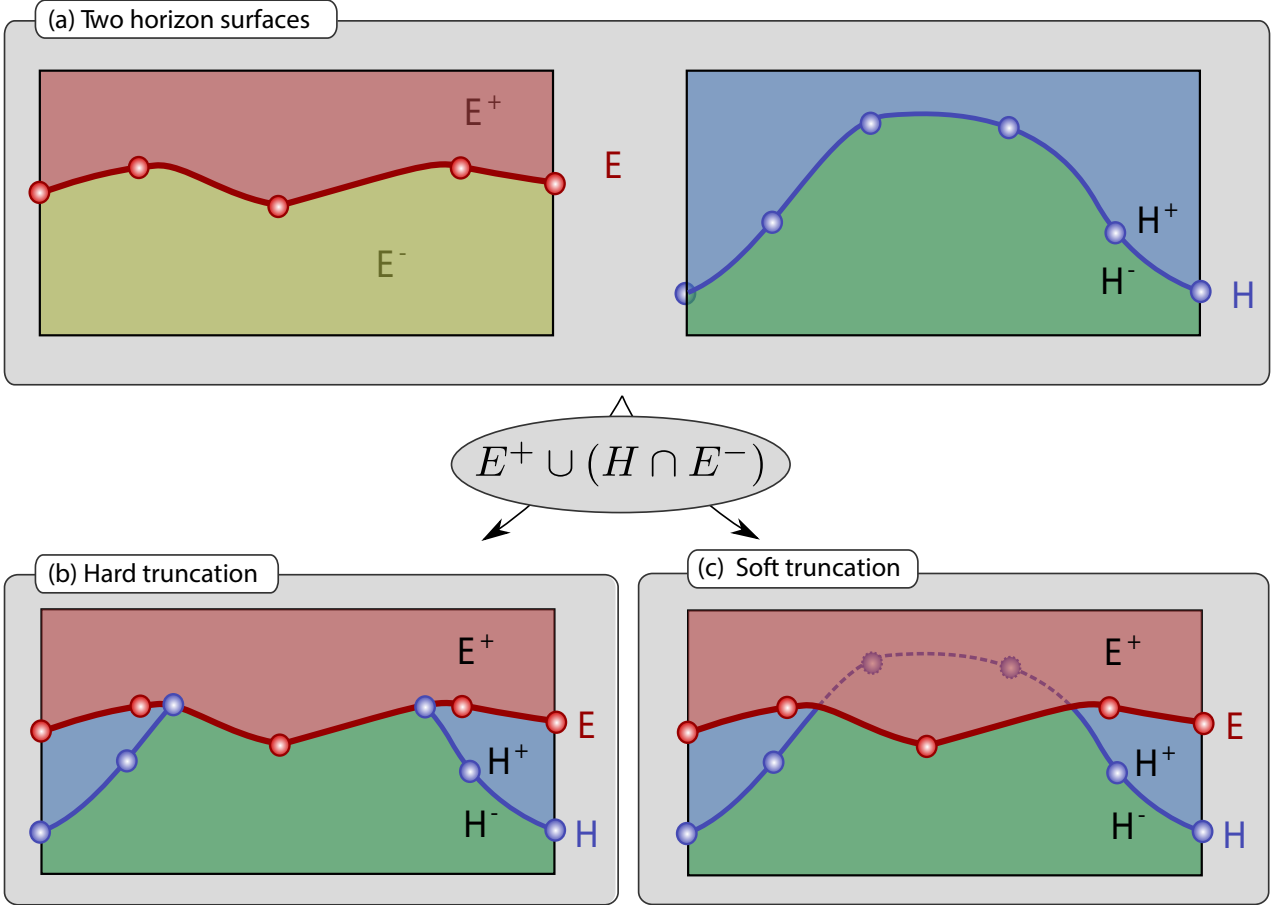 (a) Two horizon surfaces
E⁺
E
E⁻
H⁺
H⁻
H
E⁺ ∪ (H ∩ E⁻)
(b) Hard truncation
E⁺
E
H⁺
H⁻
H
(c) Soft truncation
E⁺
E
H⁺
H⁻
H